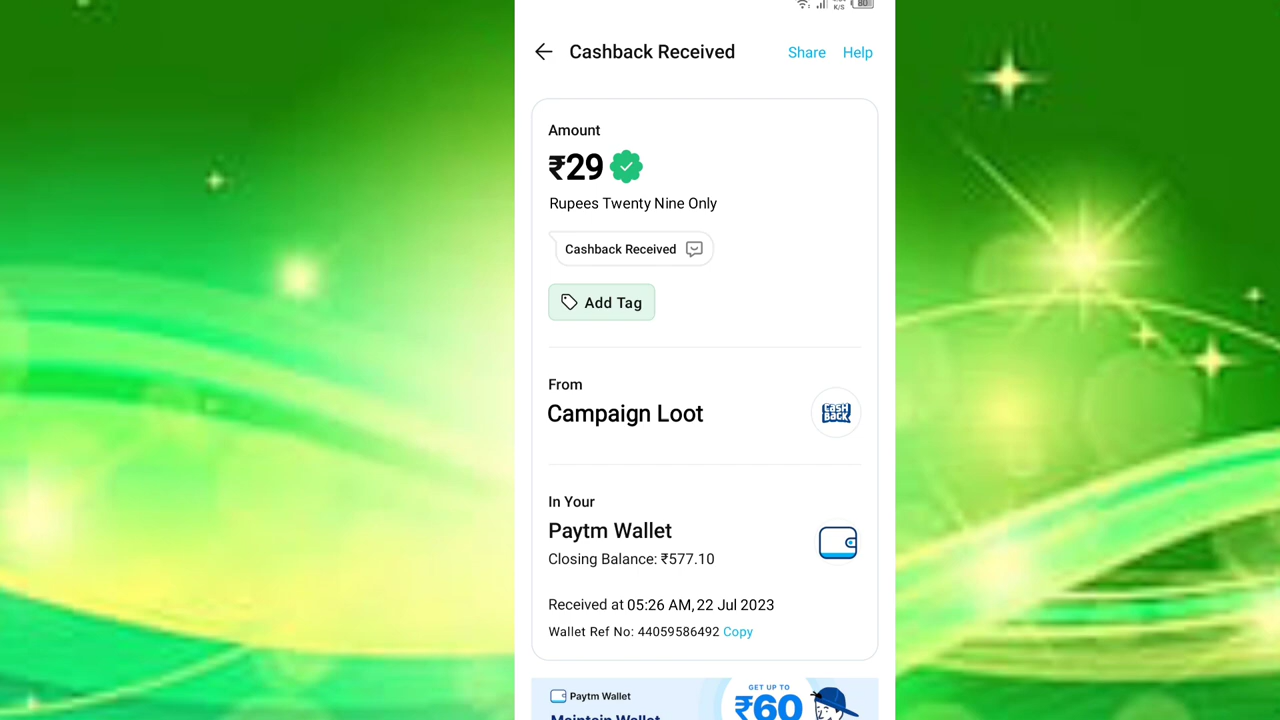 K/S 80
Cashback Received Share Help
Amount
₹29
Rupees Twenty Nine Only
Cashback Received
Add Tag
From
Campaign Loot
CASH
BACK
In Your
Paytm Wallet
Closing Balance: ₹577.10
Received at 05:26 AM, 22 Jul 2023
Wallet Ref No: 44059586492 Copy
Paytm Wallet
Maintain Wallet
GET UP TO
₹60